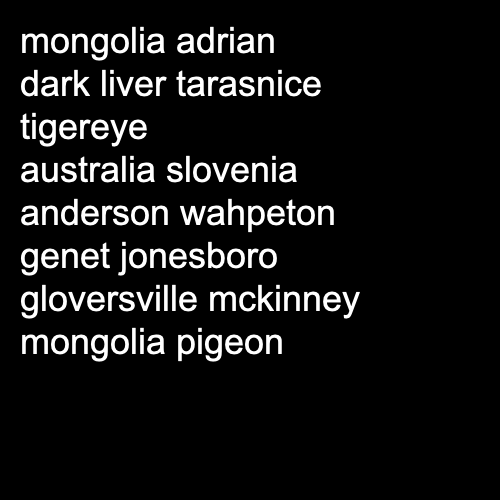 mongolia adrian
dark liver tarasnice
tigereye
australia slovenia
anderson wahpeton
genet jonesboro
gloversville mckinney
mongolia pigeon